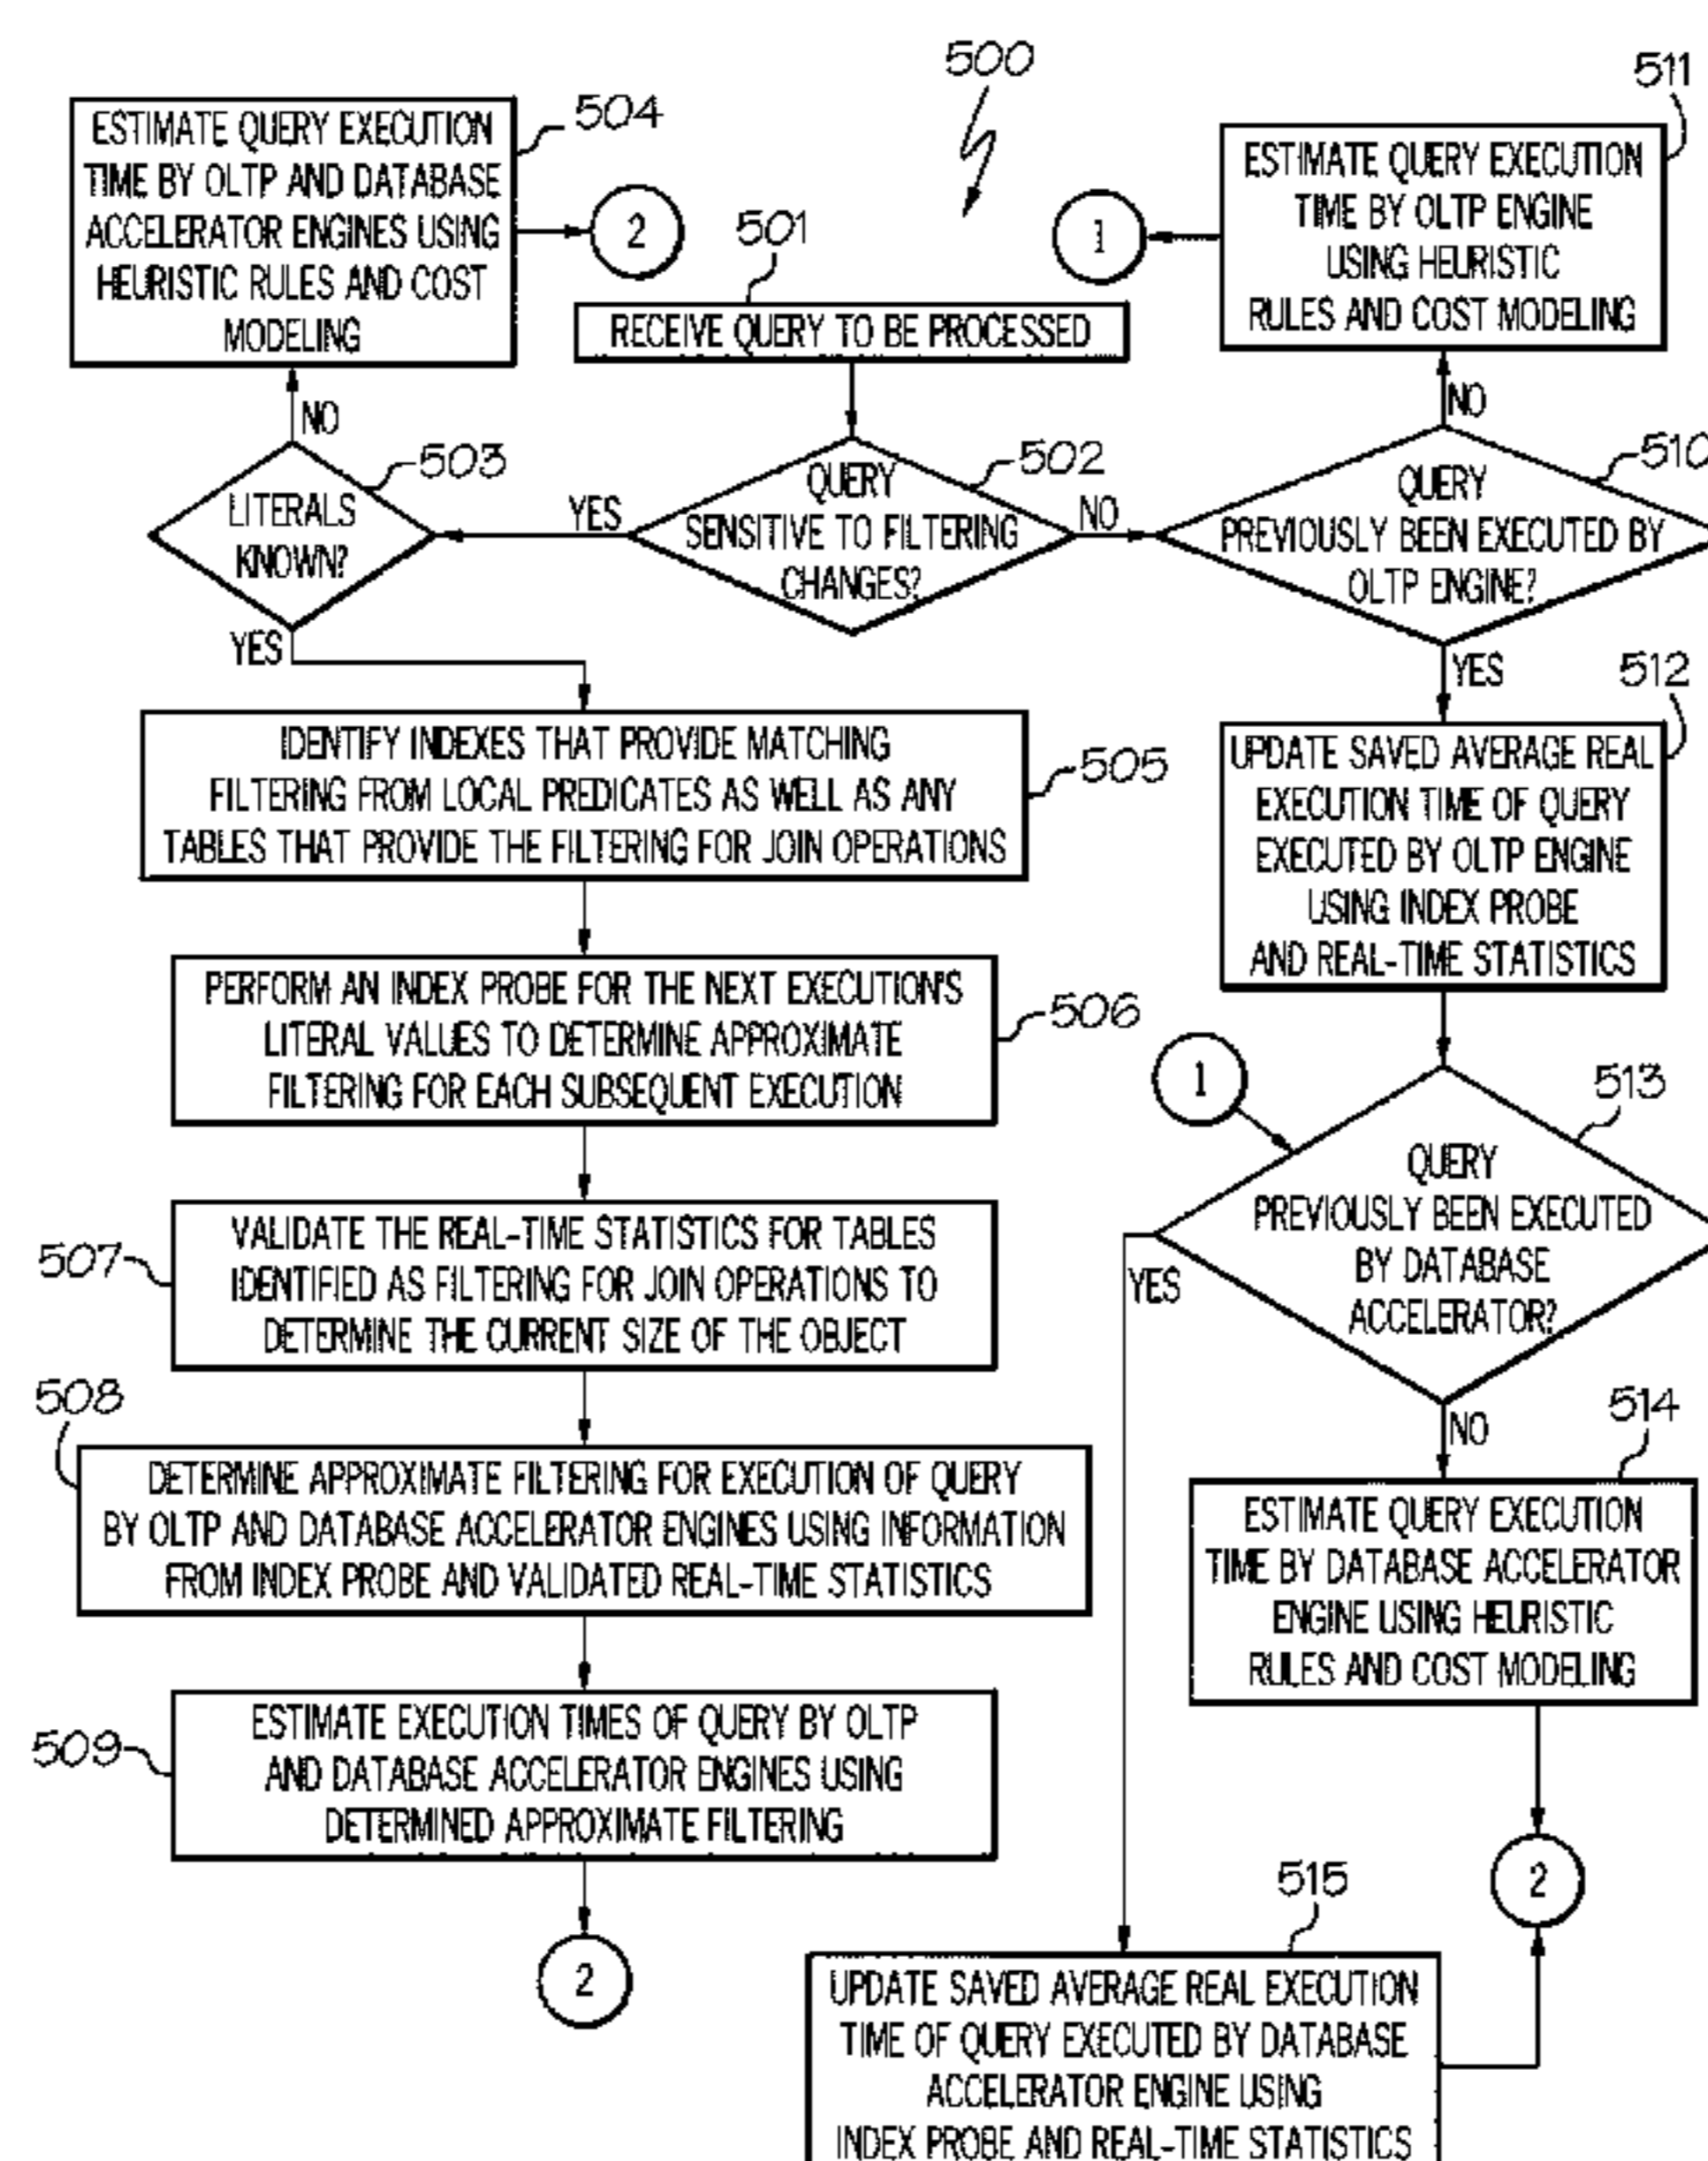 500
504
ESTIMATE QUERY EXECUTION
TIME BY OLTP AND DATABASE
ACCELERATOR ENGINES USING
HEURISTIC RULES AND COST
MODELING
2
501
RECEIVE QUERY TO BE PROCESSED
1
511
ESTIMATE QUERY EXECUTION
TIME BY OLTP ENGINE
USING HEURISTIC
RULES AND COST MODELING
NO
503
LITERALS
KNOWN?
YES
YES
502
QUERY
SENSITIVE TO FILTERING
CHANGES?
NO
NO
510
QUERY
PREVIOUSLY BEEN EXECUTED BY
OLTP ENGINE?
YES
512
UPDATE SAVED AVERAGE REAL
EXECUTION TIME OF QUERY
EXECUTED BY OLTP ENGINE
USING INDEX PROBE
AND REAL-TIME STATISTICS
505
IDENTIFY INDEXES THAT PROVIDE MATCHING
FILTERING FROM LOCAL PREDICATES AS WELL AS ANY
TABLES THAT PROVIDE THE FILTERING FOR JOIN OPERATIONS
506
PERFORM AN INDEX PROBE FOR THE NEXT EXECUTION'S
LITERAL VALUES TO DETERMINE APPROXIMATE
FILTERING FOR EACH SUBSEQUENT EXECUTION
507
VALIDATE THE REAL-TIME STATISTICS FOR TABLES
IDENTIFIED AS FILTERING FOR JOIN OPERATIONS TO
DETERMINE THE CURRENT SIZE OF THE OBJECT
508
DETERMINE APPROXIMATE FILTERING FOR EXECUTION OF QUERY
BY OLTP AND DATABASE ACCELERATOR ENGINES USING INFORMATION
FROM INDEX PROBE AND VALIDATED REAL-TIME STATISTICS
509
ESTIMATE EXECUTION TIMES OF QUERY BY OLTP
AND DATABASE ACCELERATOR ENGINES USING
DETERMINED APPROXIMATE FILTERING
2
1
513
QUERY
PREVIOUSLY BEEN EXECUTED
BY DATABASE
ACCELERATOR?
YES
NO
514
ESTIMATE QUERY EXECUTION
TIME BY DATABASE ACCELERATOR
ENGINE USING HEURISTIC
RULES AND COST MODELING
2
515
UPDATE SAVED AVERAGE REAL EXECUTION
TIME OF QUERY EXECUTED BY DATABASE
ACCELERATOR ENGINE USING
INDEX PROBE AND REAL-TIME STATISTICS